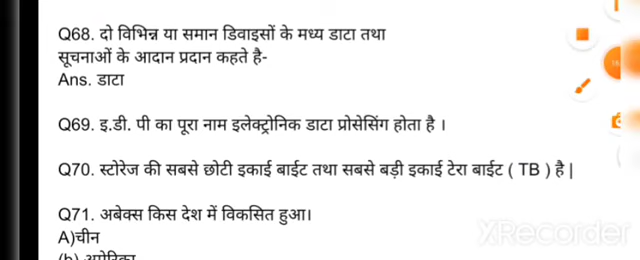 Q68. दो विभिन्न या समान डिवाइसों के मध्य डाटा तथा
सूचनाओं के आदान प्रदान कहते है-
Ans. डाटा
Q69. इ.डी. पी का पूरा नाम इलेक्ट्रोनिक डाटा प्रोसेसिंग होता है ।
Q70. स्टोरेज की सबसे छोटी इकाई बाईट तथा सबसे बड़ी इकाई टेरा बाईट ( TB ) है|
Q71. अबेक्स किस देश में विकसित हुआ।
A)चीन
XRecorder